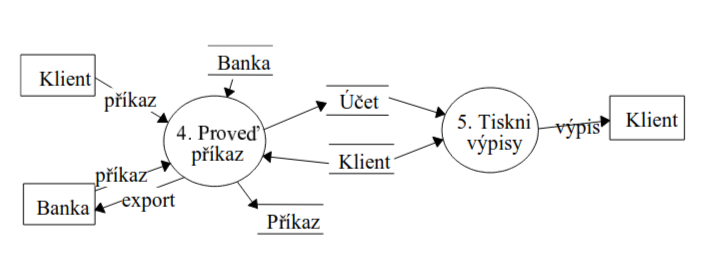 Banka
Klient
příkaz
Účet
4. Proveď
příkaz
5. Tiskni
výpisy
výpis
Klient
Klient
příkaz
export
Banka
Příkaz